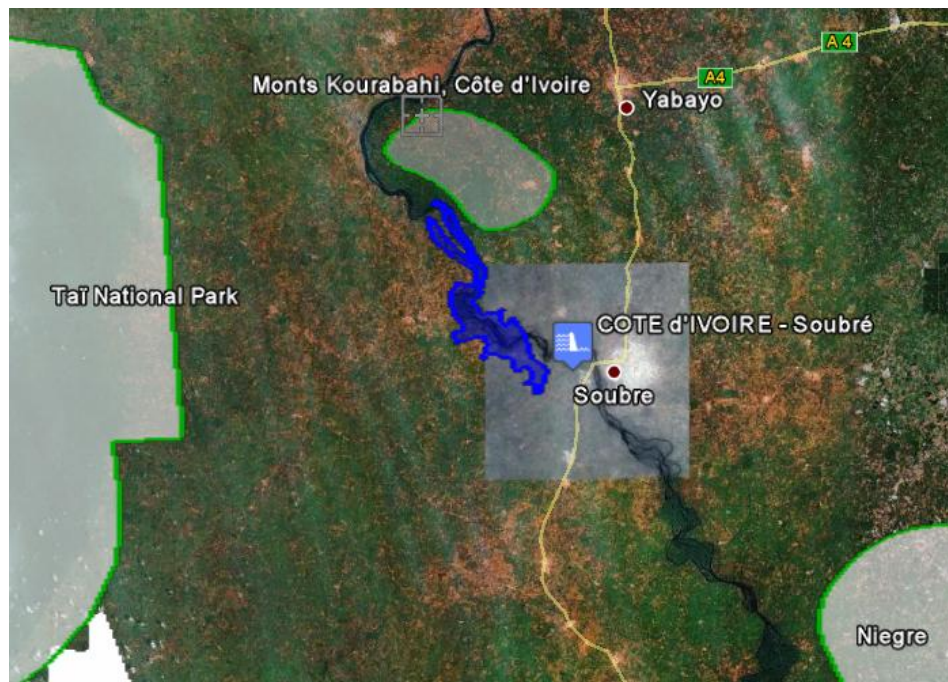 A 4
A4
Monts Kourabahi, Côte d'Ivoire
Yabayo
Taï National Park
COTE d'IVOIRE - Soubré
Soubre
Niegre